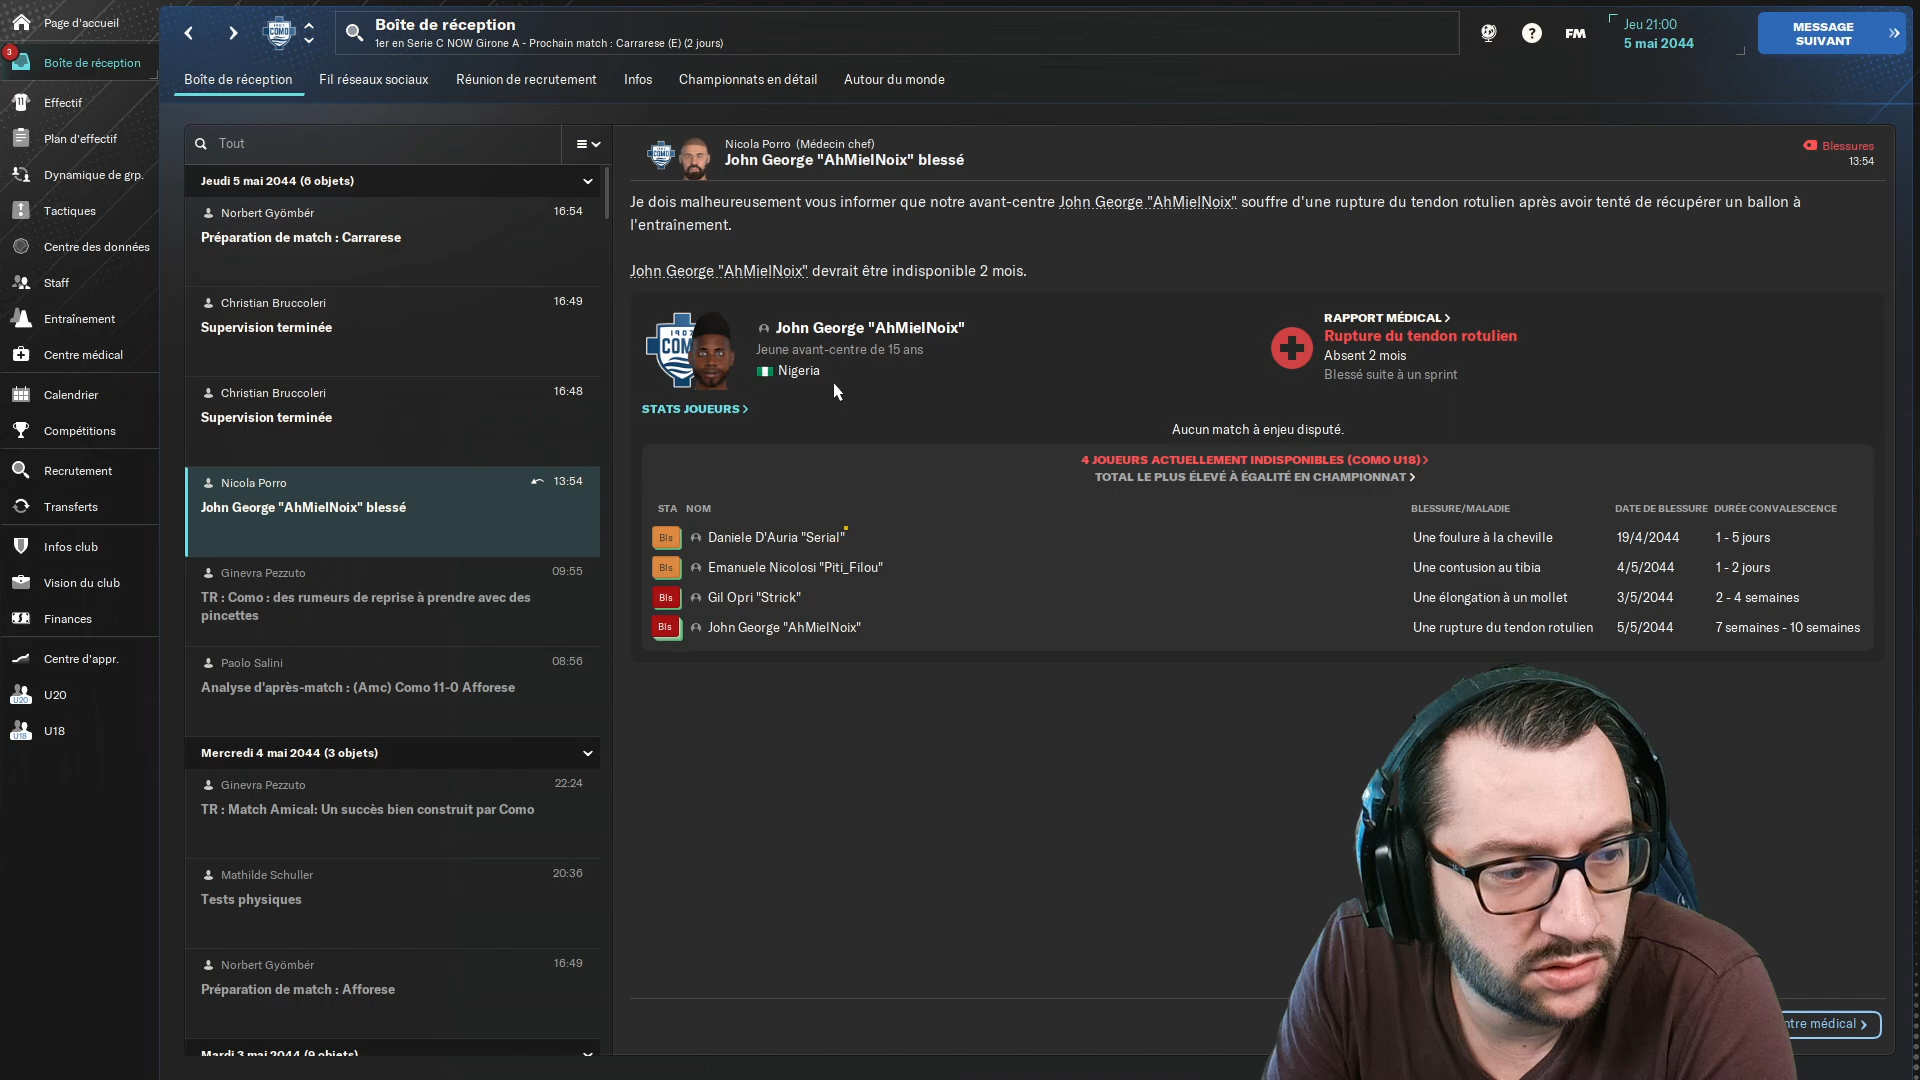 Page d'accueil
3
Boîte de réception
Effectif
Plan d'effectif
Dynamique de grp.
Tactiques
Centre des données
Staff
Entraînement
Centre médical
Calendrier
Compétitions
Recrutement
Transferts
Infos club
Vision du club
Finances
Centre d'appr.
U20
U20
U18
U18
COMO
Boîte de réception
1er en Serie C NOW Girone A - Prochain match : Carrarese (E) (2 jours)
?
FM
Jeu 21:00
5 mai 2044
MESSAGE
SUIVANT
Boîte de réception
Fil réseaux sociaux
Réunion de recrutement
Infos
Championnats en détail
Autour du monde
Tout
Jeudi 5 mai 2044 (6 objets)
Norbert Gyömbér 16:54
Préparation de match : Carrarese
Christian Bruccoleri 16:49
Supervision terminée
Christian Bruccoleri 16:48
Supervision terminée
Nicola Porro 13:54
John George "AhMielNoix" blessé
Ginevra Pezzuto 09:55
TR : Como : des rumeurs de reprise à prendre avec des
pincettes
Paolo Salini 08:56
Analyse d'après-match : (Amc) Como 11-0 Afforese
Mercredi 4 mai 2044 (3 objets)
Ginevra Pezzuto 22:24
TR : Match Amical: Un succès bien construit par Como
Mathilde Schuller 20:36
Tests physiques
Norbert Gyömbér 16:49
Préparation de match : Afforese
Mardi 3 mai 2044 (9 objets)
COMO
Nicola Porro (Médecin chef)
John George "AhMielNoix" blessé
Blessures
13:54
Je dois malheureusement vous informer que notre avant-centre John George "AhMielNoix" souffre d'une rupture du tendon rotulien après avoir tenté de récupérer un ballon à
l'entraînement.
John George "AhMielNoix" devrait être indisponible 2 mois.
1907
COM
John George "AhMielNoix"
Jeune avant-centre de 15 ans
Nigeria
RAPPORT MÉDICAL >
Rupture du tendon rotulien
Absent 2 mois
Blessé suite à un sprint
STATS JOUEURS >
Aucun match à enjeu disputé.
4 JOUEURS ACTUELLEMENT INDISPONIBLES (COMO U18) >
TOTAL LE PLUS ÉLEVÉ À ÉGALITÉ EN CHAMPIONNAT >
STA NOM BLESSURE/MALADIE DATE DE BLESSURE DURÉE CONVALESCENCE
Bls Daniele D'Auria "Serial" Une foulure à la cheville 19/4/2044 1 - 5 jours
Bls Emanuele Nicolosi "Piti_Filou" Une contusion au tibia 4/5/2044 1 - 2 jours
Bls Gil Opri "Strick" Une élongation à un mollet 3/5/2044 2 - 4 semaines
Bls John George "AhMielNoix" Une rupture du tendon rotulien 5/5/2044 7 semaines - 10 semaines
ntre médical >